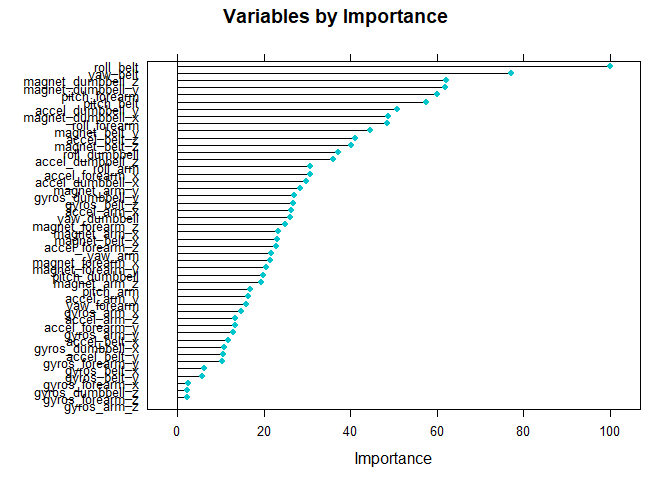 Variables by Importance
roll_belt
yaw_belt
magnet_dumbbell_z
magnet_dumbbell_y
pitch_forearm
pitch_belt
accel_dumbbell_y
magnet_dumbbell_x
roll_forearm
magnet_belt_y
accel_belt_z
magnet_belt_z
roll_dumbbell
accel_dumbbell_z
roll_arm
accel_forearm_x
accel_dumbbell_x
magnet_arm_y
gyros_dumbbell_y
gyros_belt_z
accel_arm_x
yaw_dumbbell
magnet_forearm_z
magnet_arm_x
magnet_belt_x
accel_forearm_z
yaw_arm
magnet_forearm_x
magnet_forearm_y
pitch_dumbbell
magnet_arm_z
pitch_arm
accel_arm_y
yaw_forearm
gyros_arm_x
accel_arm_z
accel_forearm_y
gyros_arm_y
accel_belt_x
gyros_dumbbell_x
accel_belt_y
gyros_forearm_y
gyros_belt_x
gyros_belt_y
gyros_forearm_x
gyros_dumbbell_z
gyros_forearm_z
gyros_arm_z
0 20 40 60 80 100
Importance